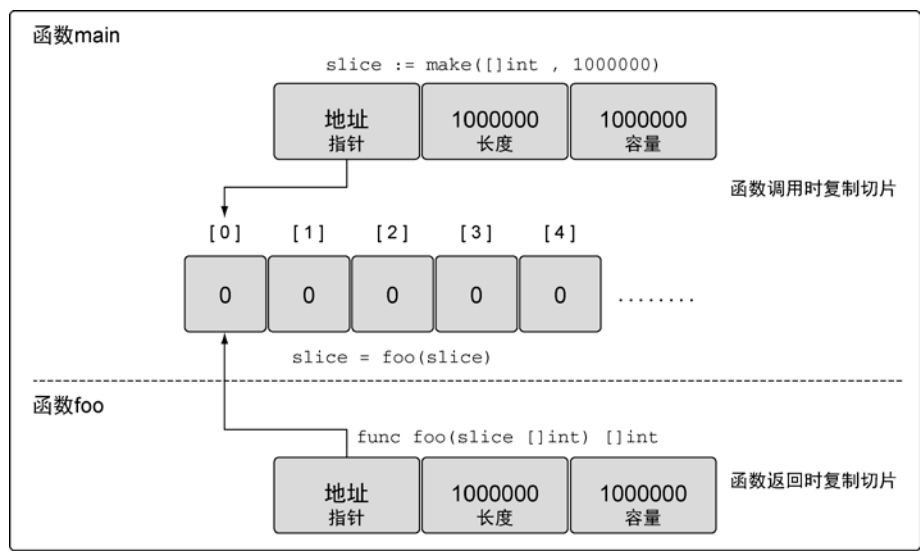 函数main
slice := make([]int , 1000000)
地址 1000000 1000000
指针 长度 容量
函数调用时复制切片
[0] [1] [2] [3] [4]
0 0 0 0 0 ........
slice = foo(slice)
函数foo
func foo(slice []int) []int
地址 1000000 1000000
指针 长度 容量
函数返回时复制切片